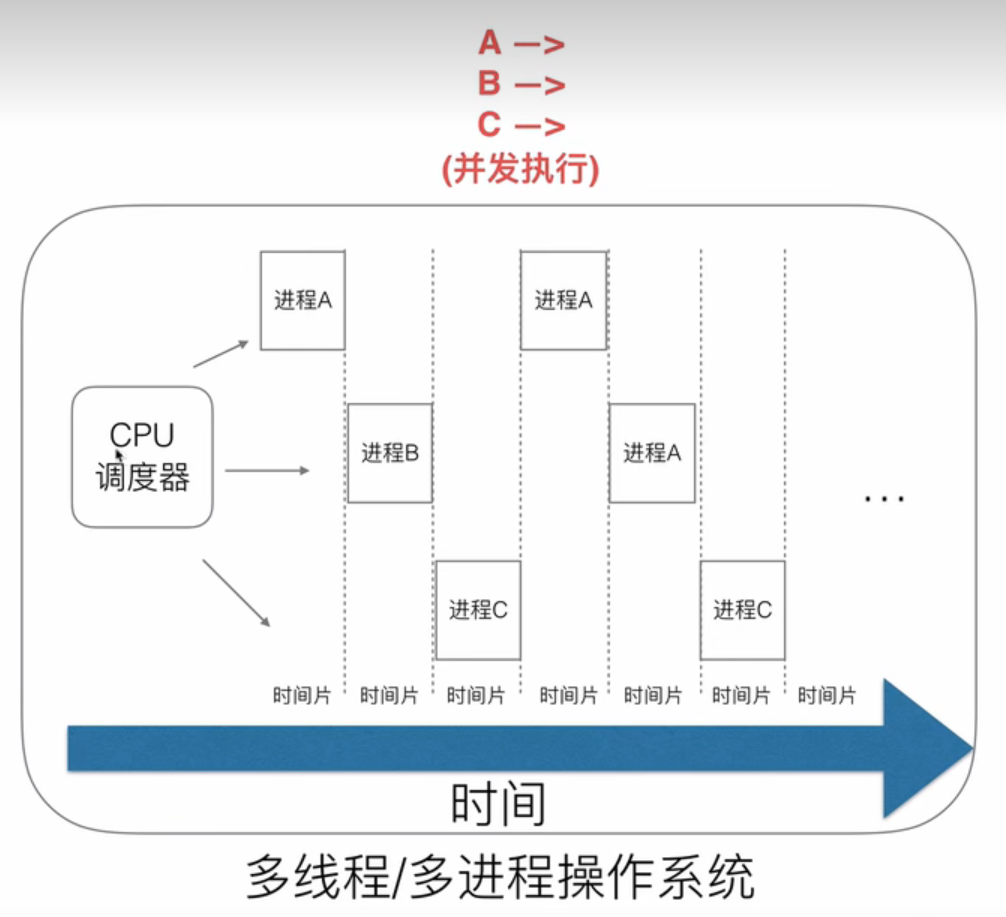 A —>
B —>
C —>
(并发执行)
进程A
进程A
CPU
调度器
进程B
进程A
...
进程C
进程C
时间片 时间片 时间片 时间片 时间片 时间片 时间片
时间
多线程/多进程操作系统